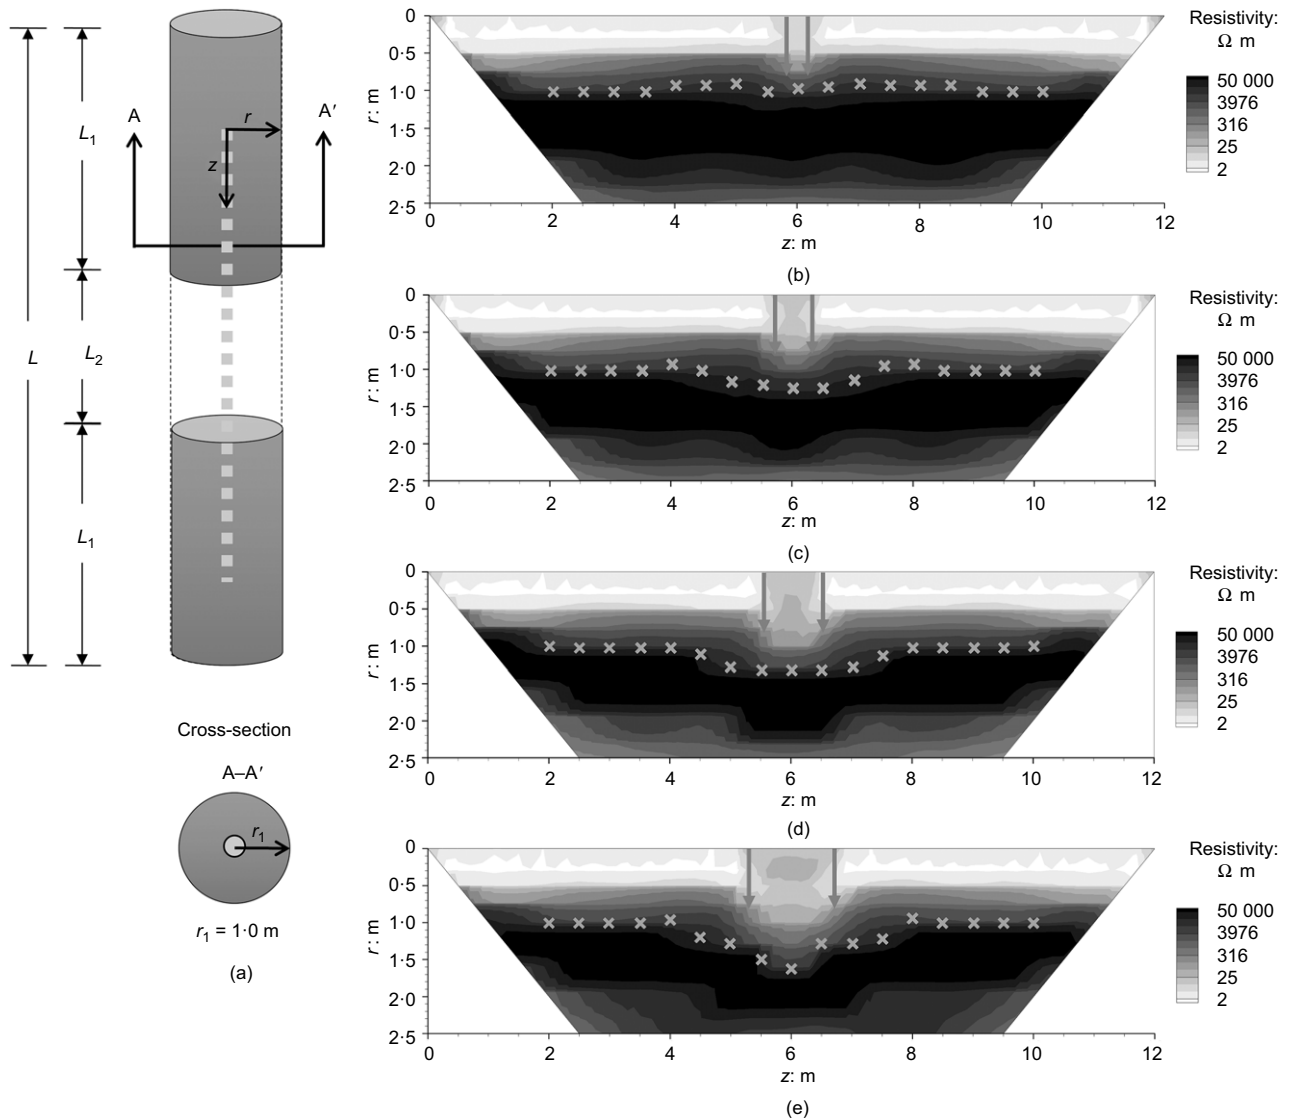 L
L1
L2
L1
A
A′
r
z
Cross-section
A–A′
r1
r1 = 1·0 m
(a)
0
0·5
1·0
1·5
2·0
2·5
r: m
0 2 4 6 8 10 12
z: m
(b)
Resistivity:
Ω m
50 000
3976
316
25
2
0
0·5
1·0
1·5
2·0
2·5
r: m
0 2 4 6 8 10 12
z: m
(c)
Resistivity:
Ω m
50 000
3976
316
25
2
0
0·5
1·0
1·5
2·0
2·5
r: m
0 2 4 6 8 10 12
z: m
(d)
Resistivity:
Ω m
50 000
3976
316
25
2
0
0·5
1·0
1·5
2·0
2·5
r: m
0 2 4 6 8 10 12
z: m
(e)
Resistivity:
Ω m
50 000
3976
316
25
2